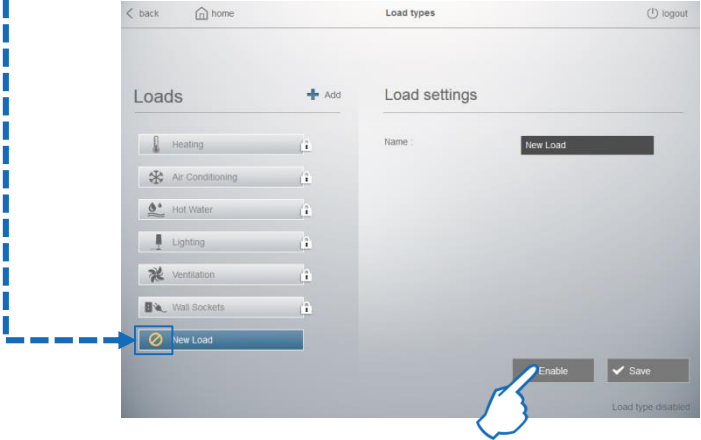 back home Load types logout
Loads Add Load settings
Heating
Name :
New Load
Air Conditioning
Hot Water
Lighting
Ventilation
Wall Sockets
New Load
Enable Save
Load type disabled